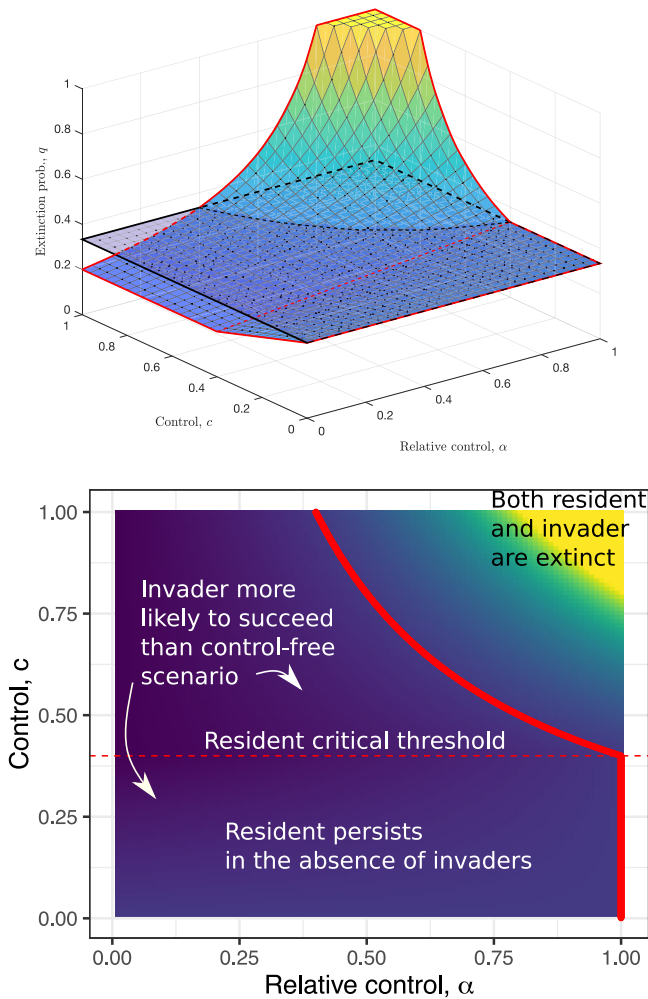 1
0.8
0.6
0.4
0.2
0
Extinction prob., q
1
0.8
0.6
0.4
0.2
0
Control, c
0
0.2
0.4
0.6
0.8
1
Relative control, α
Both resident
and invader
are extinct
Invader more
likely to succeed
than control-free
scenario
Resident critical threshold
Resident persists
in the absence of invaders
1.00
0.75
0.50
0.25
0.00
Control, c
0.00 0.25 0.50 0.75 1.00
Relative control, α